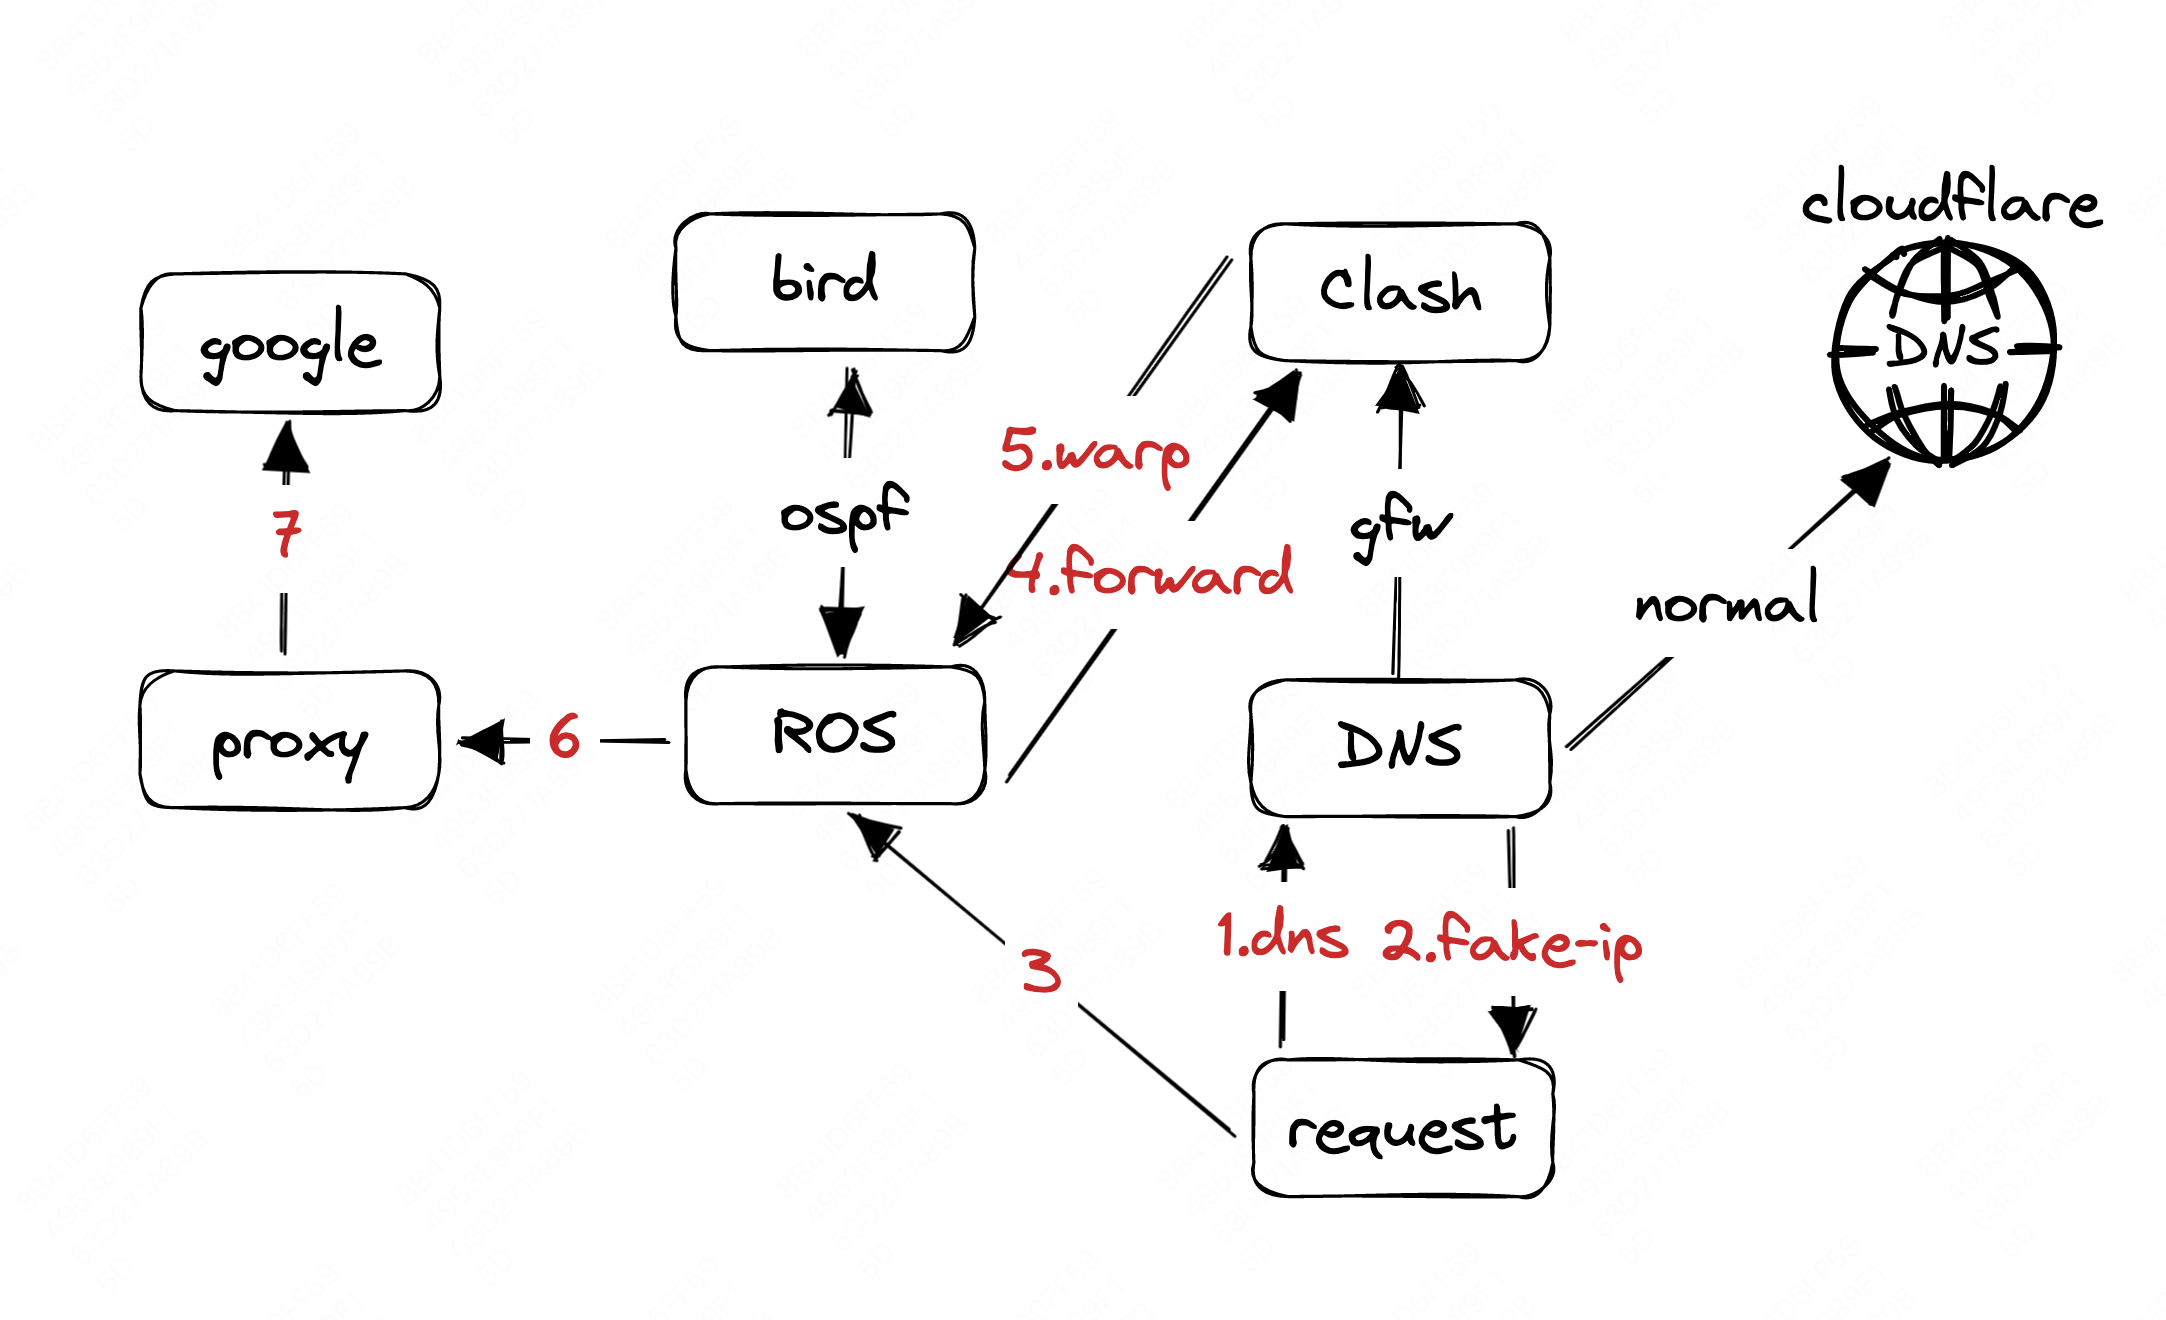 cloudflare
bird
Clash
google
DNS
5.warp
ospf
7
gfw
4.forward
normal
proxy
6
ROS
DNS
1.dns
2.fake-ip
3
request